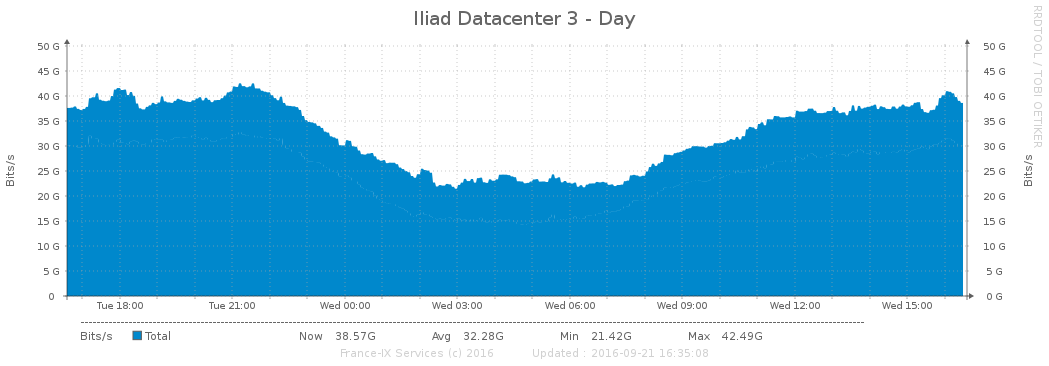 Iliad Datacenter 3 - Day
RRDTOOL / TOBI OETIKER
Bits/s
50 G 50 G
45 G 45 G
40 G 40 G
35 G 35 G
30 G 30 G
25 G 25 G
20 G 20 G
15 G 15 G
10 G 10 G
5 G 5 G
0 0 G
Bits/s
Tue 18:00 Tue 21:00 Wed 00:00 Wed 03:00 Wed 06:00 Wed 09:00 Wed 12:00 Wed 15:00
Bits/s Total Now 38.57G Avg 32.28G Min 21.42G Max 42.49G
France-IX Services (c) 2016 Updated : 2016-09-21 16:35:08